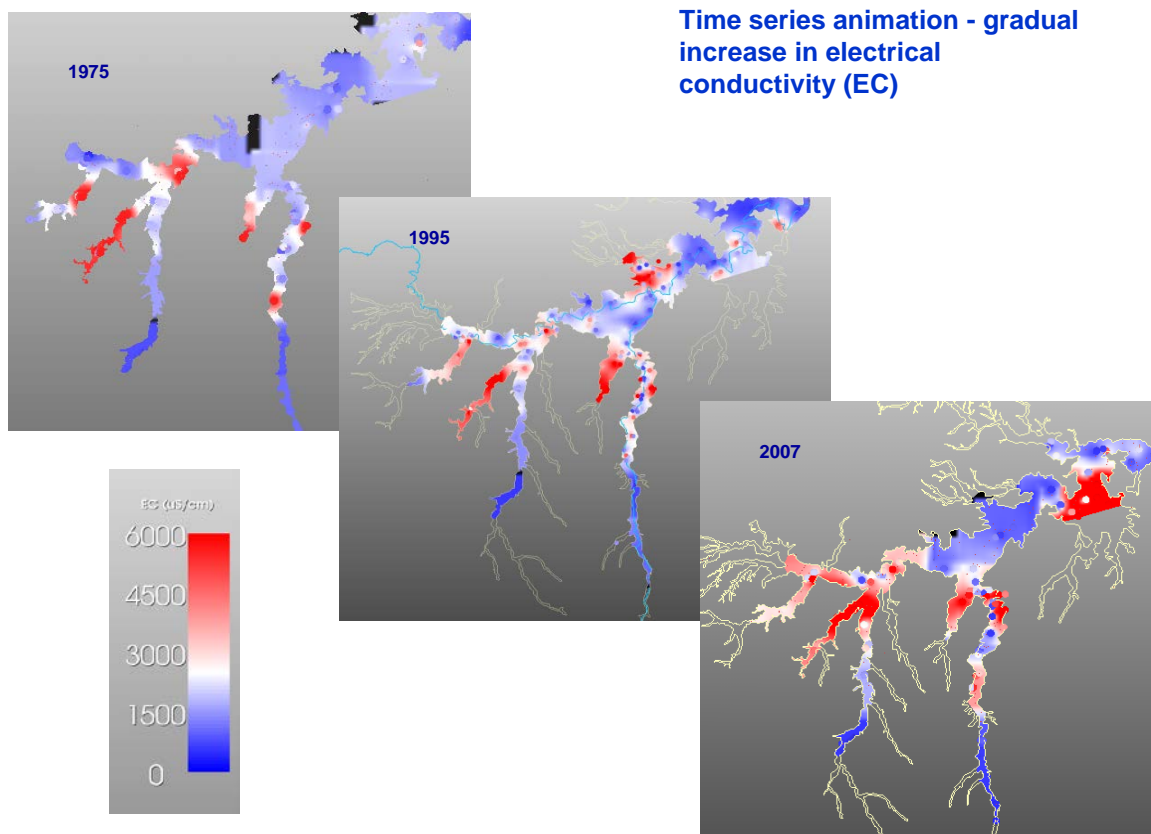 Time series animation - gradual
increase in electrical
conductivity (EC)
1975
1995
2007
EC (uS/cm)
6000
4500
3000
1500
0